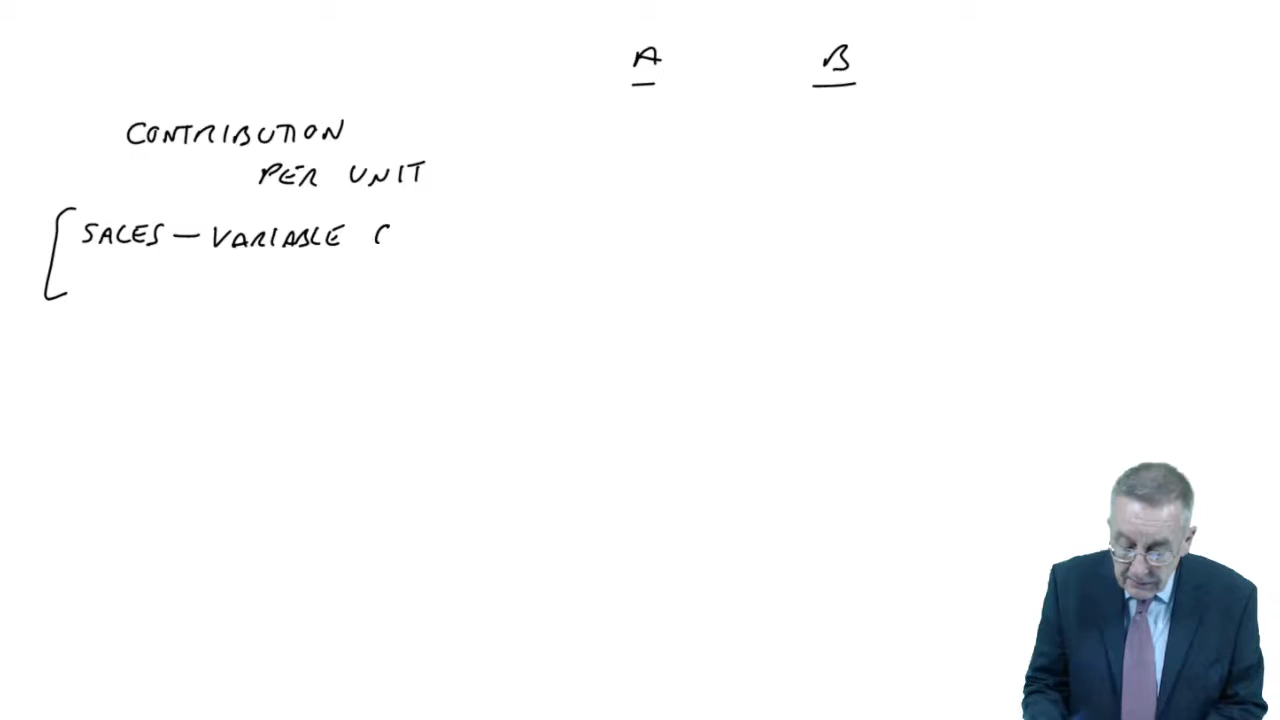 A B
CONTRIBUTION
PER UNIT
[SALES — VARIABLE C